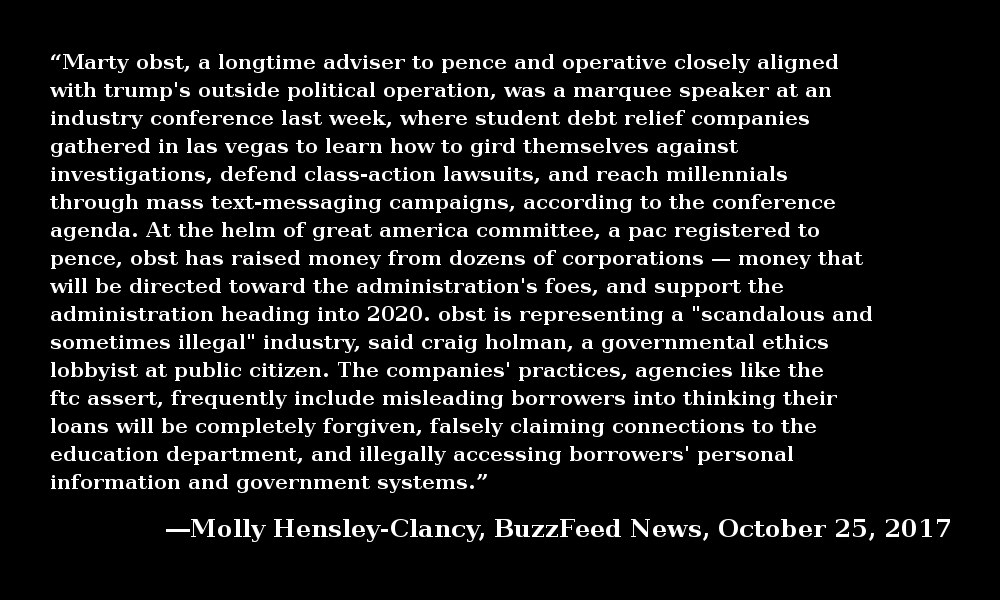 “Marty obst, a longtime adviser to pence and operative closely aligned
with trump's outside political operation, was a marquee speaker at an
industry conference last week, where student debt relief companies
gathered in las vegas to learn how to gird themselves against
investigations, defend class-action lawsuits, and reach millennials
through mass text-messaging campaigns, according to the conference
agenda. At the helm of great america committee, a pac registered to
pence, obst has raised money from dozens of corporations — money that
will be directed toward the administration's foes, and support the
administration heading into 2020. obst is representing a "scandalous and
sometimes illegal" industry, said craig holman, a governmental ethics
lobbyist at public citizen. The companies' practices, agencies like the
ftc assert, frequently include misleading borrowers into thinking their
loans will be completely forgiven, falsely claiming connections to the
education department, and illegally accessing borrowers' personal
information and government systems.”
—Molly Hensley-Clancy, BuzzFeed News, October 25, 2017